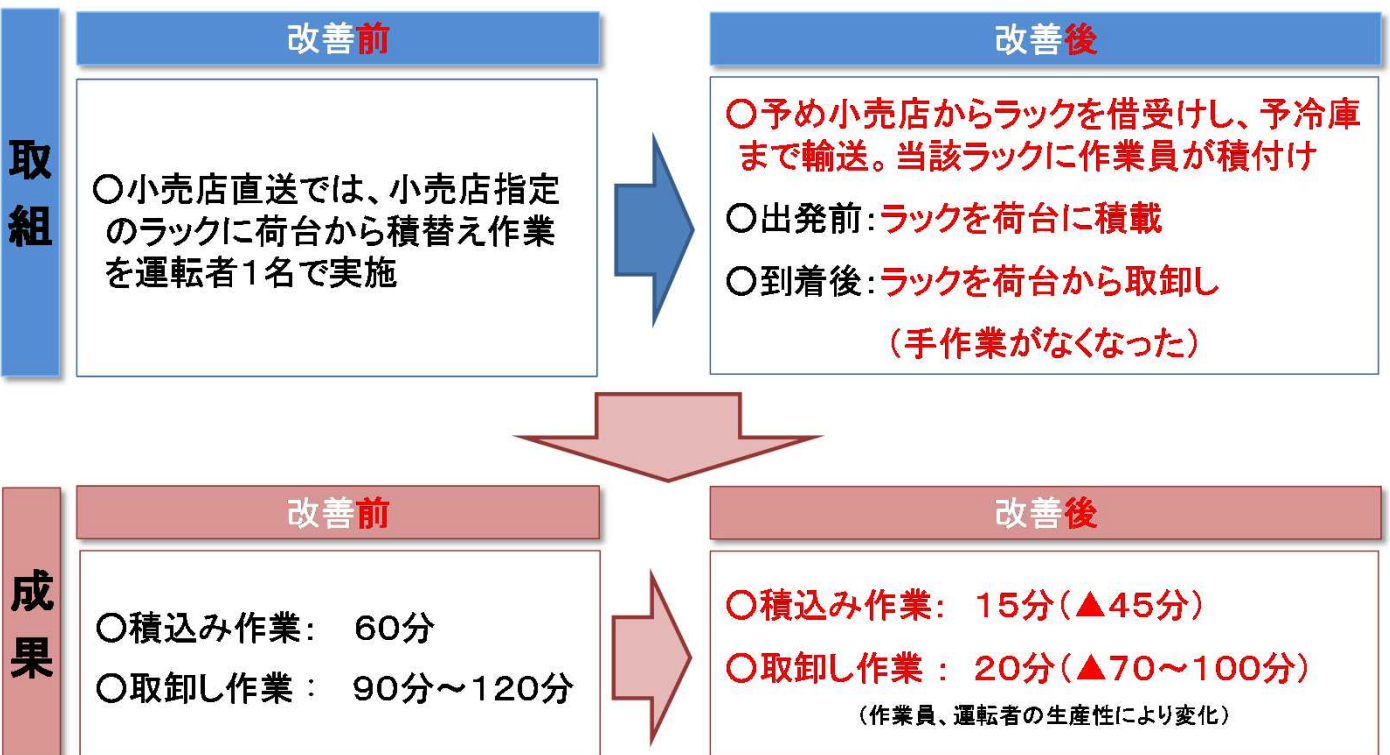 取組
改善前
〇小売店直送では、小売店指定
のラックに荷台から積替え作業
を運転者1名で実施
改善後
〇予め小売店からラックを借受けし、予冷庫
まで輸送。当該ラックに作業員が積付け
〇出発前:ラックを荷台に積載
〇到着後:ラックを荷台から取卸し
(手作業がなくなった)
成果
改善前
〇積込み作業: 60分
〇取卸し作業: 90分~120分
改善後
〇積込み作業: 15分(▲45分)
〇取卸し作業: 20分(▲70~100分)
(作業員、運転者の生産性により変化)